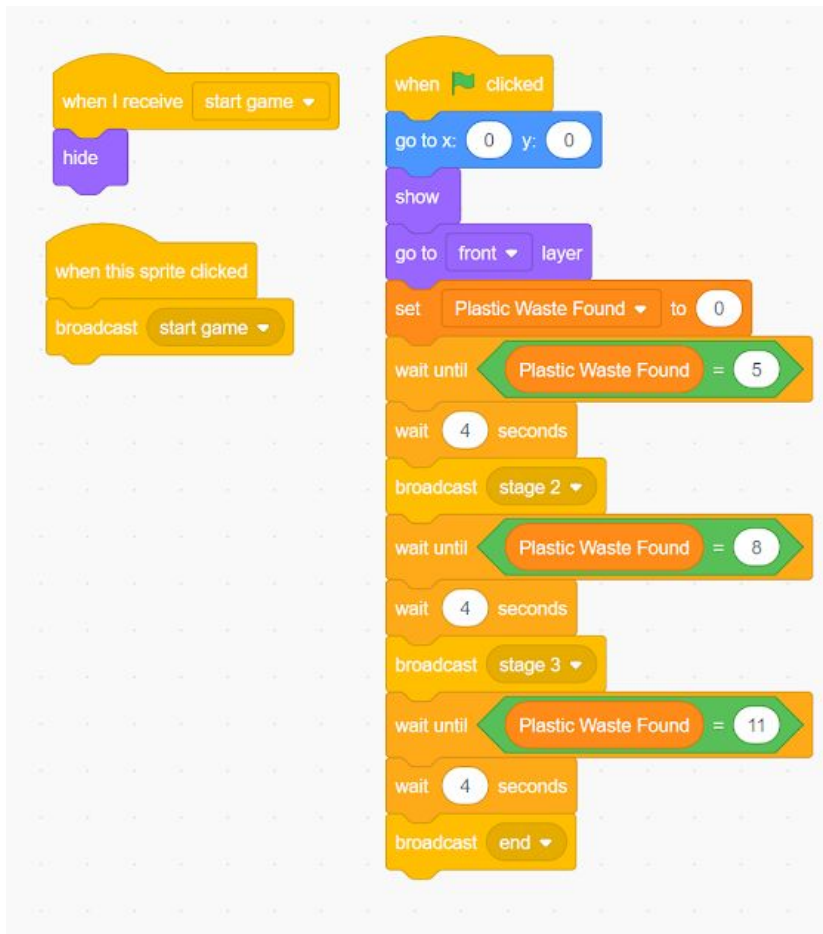 when I receive start game
hide
when this sprite clicked
broadcast start game
when clicked
go to x: 0 y: 0
show
go to front layer
set Plastic Waste Found to 0
wait until Plastic Waste Found = 5
wait 4 seconds
broadcast stage 2
wait until Plastic Waste Found = 8
wait 4 seconds
broadcast stage 3
wait until Plastic Waste Found = 11
wait 4 seconds
broadcast end